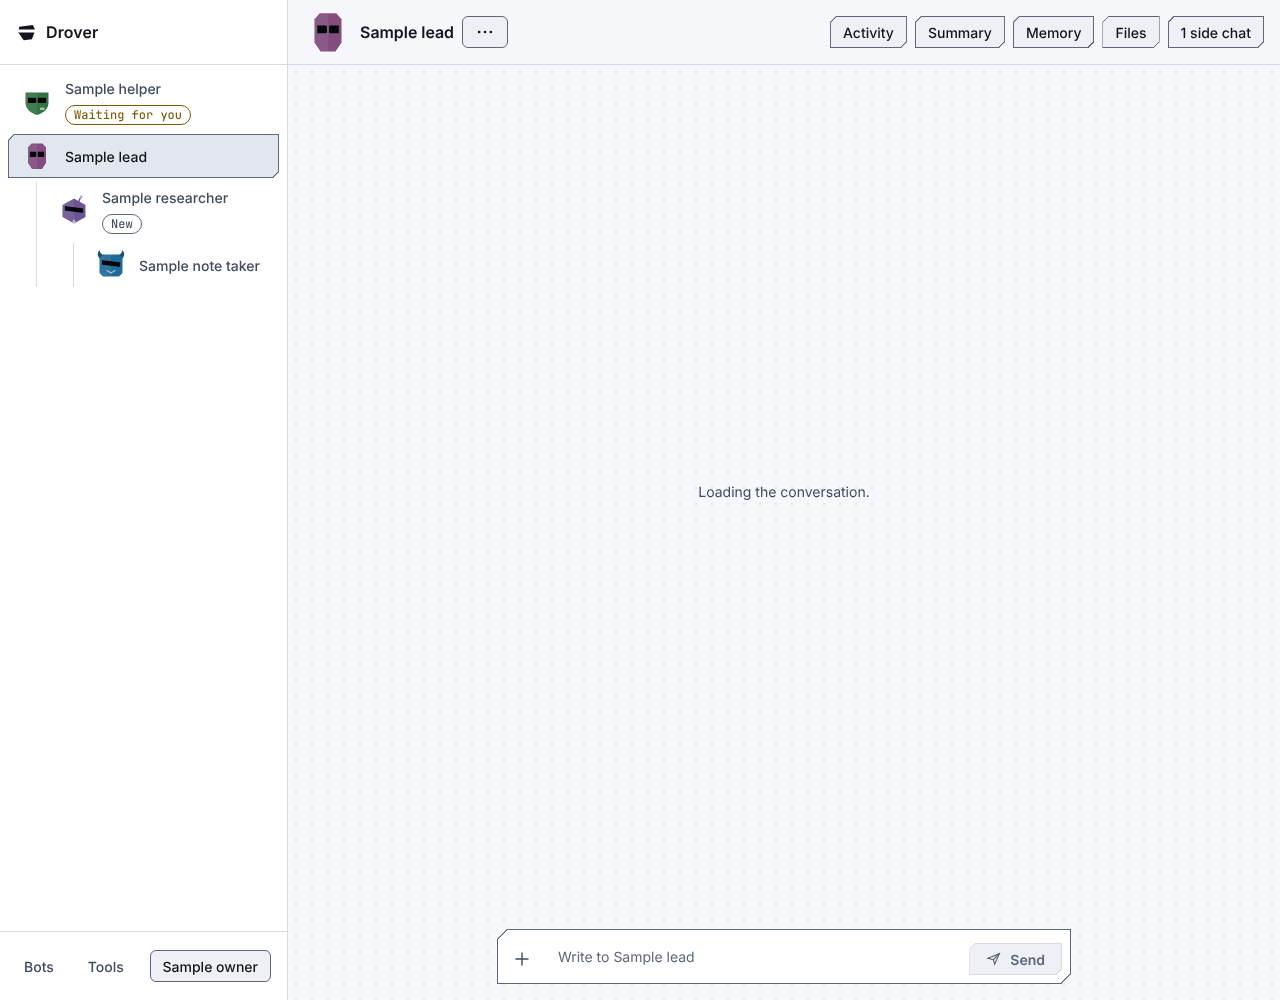 Drover
Sample helper
Waiting for you
Sample lead
Sample researcher
New
Sample note taker
Bots
Tools
Sample owner
Sample lead
...
Activity
Summary
Memory
Files
1 side chat
Loading the conversation.
Write to Sample lead
Send